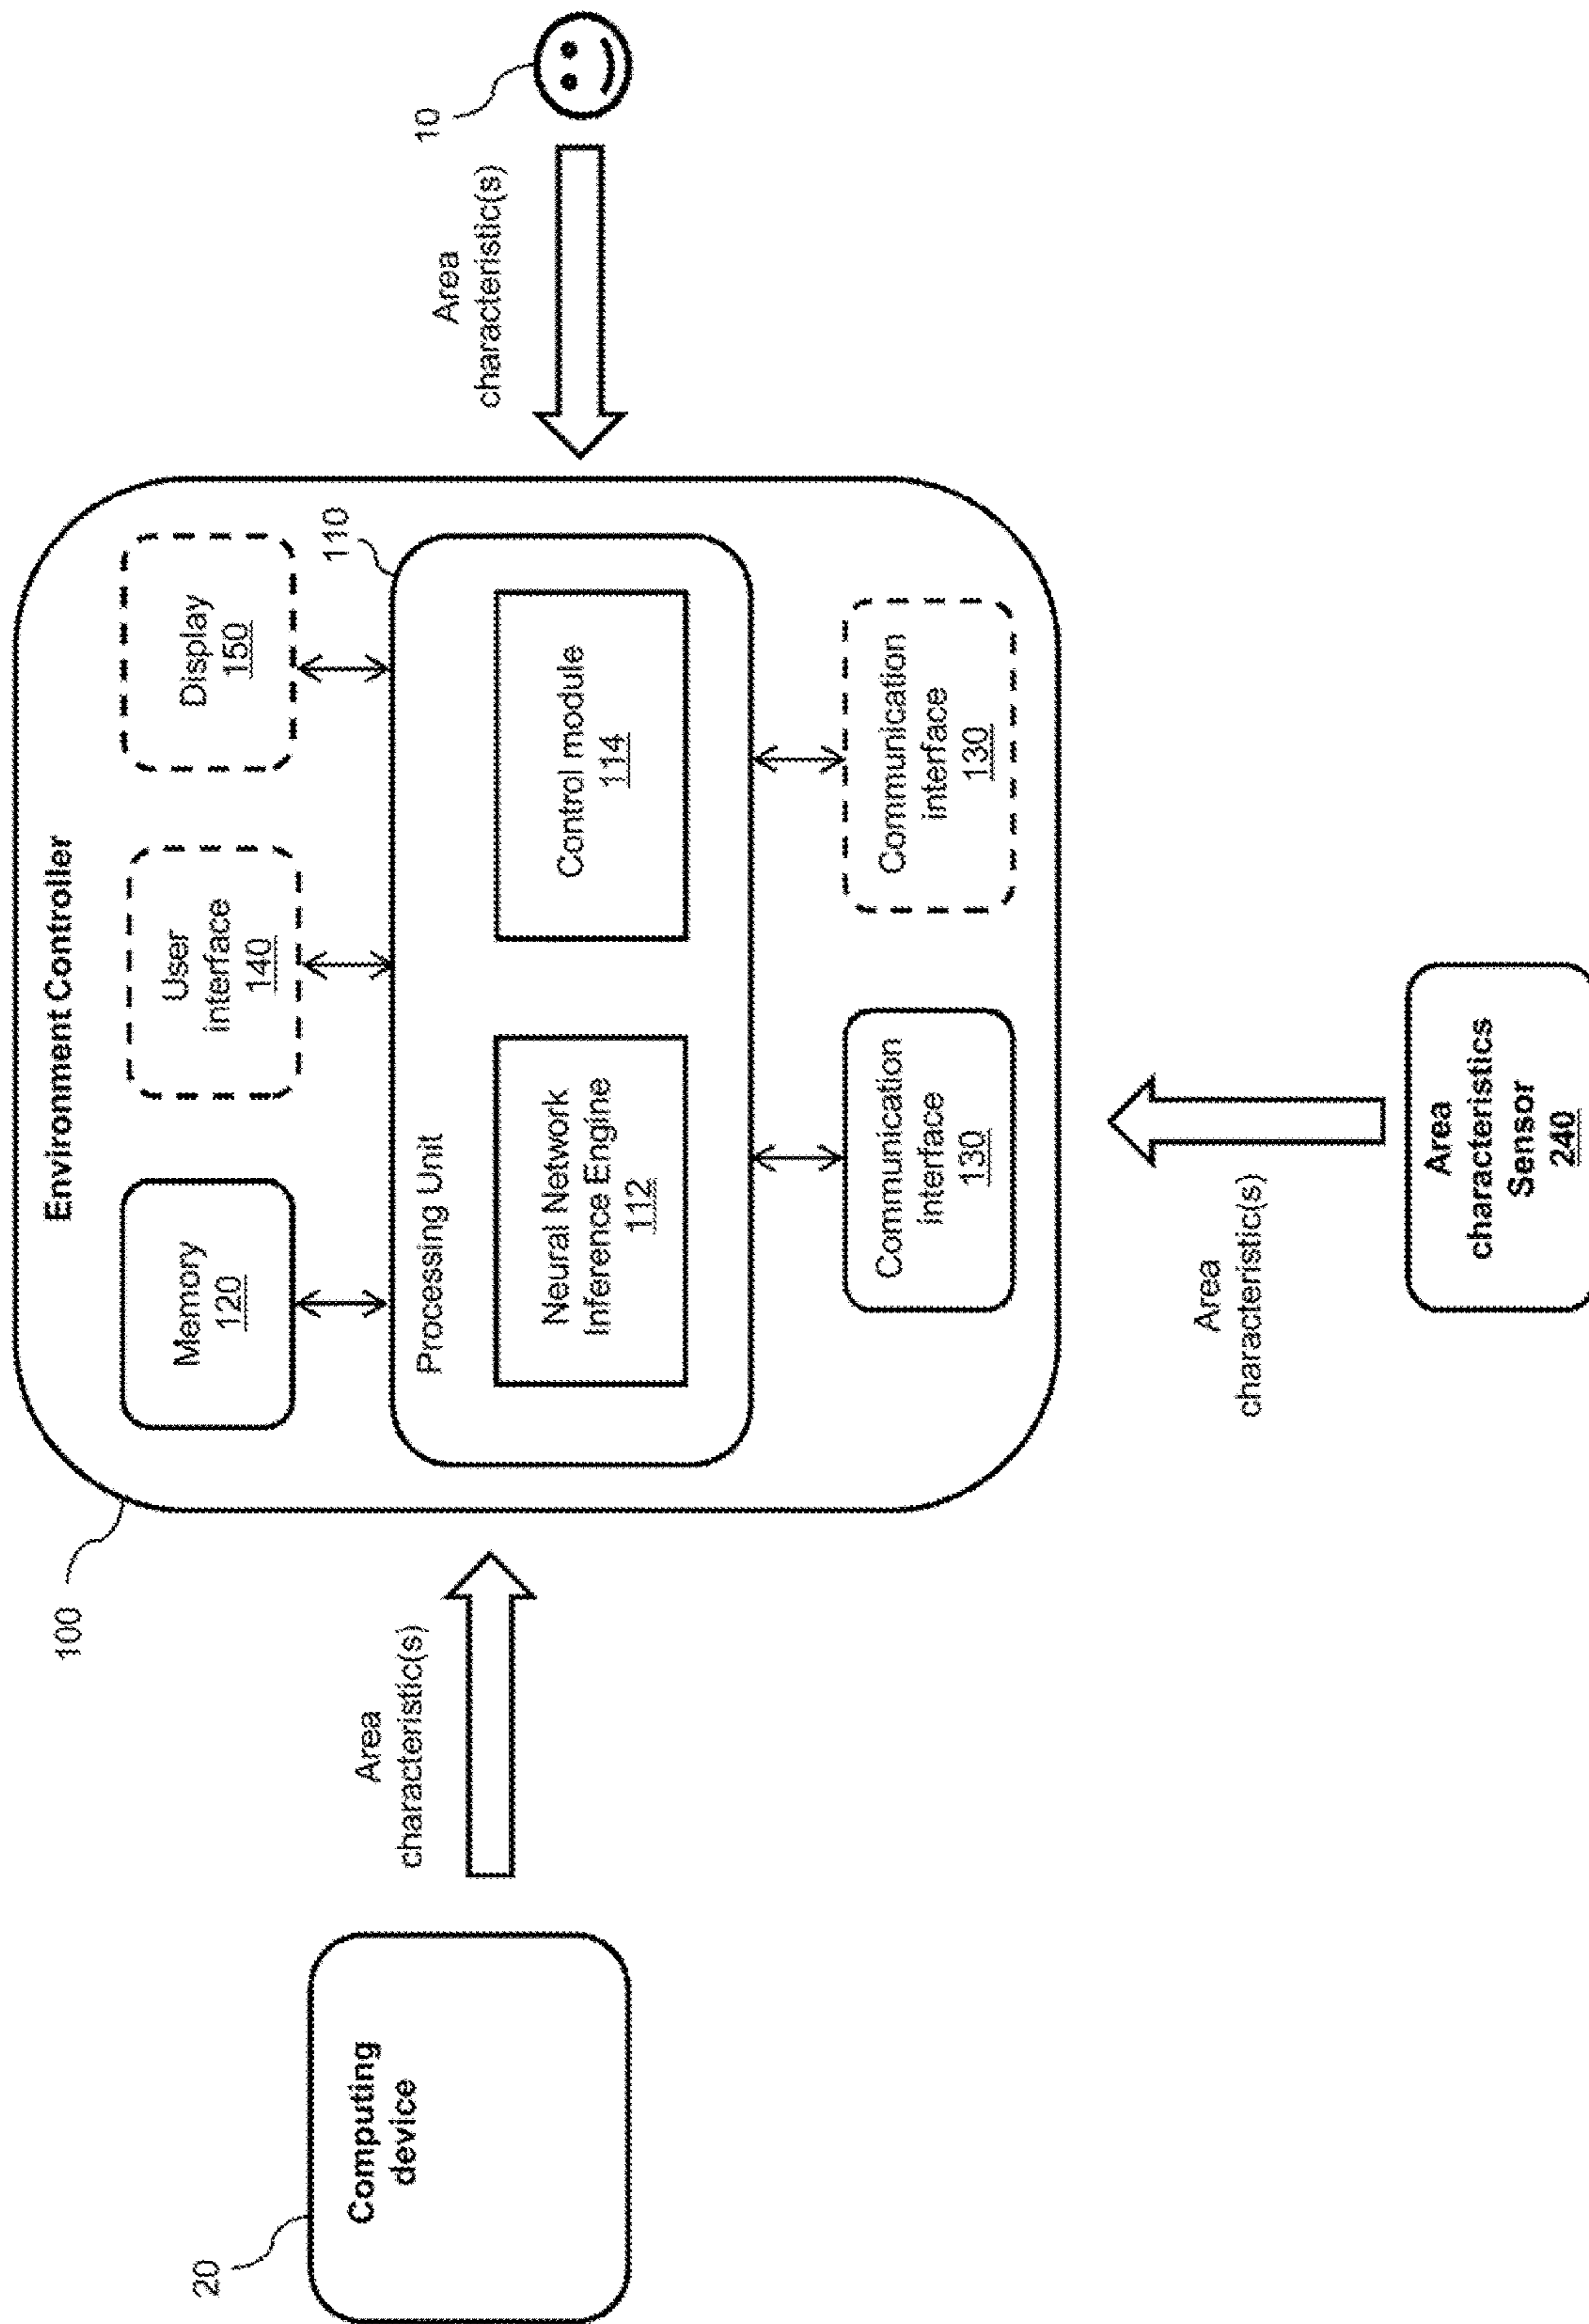 Environment Controller
100
Memory
120
User
interface
140
Display
150
110
Processing Unit
Neural Network
Inference Engine
112
Control module
114
Communication
interface
130
Communication
interface
130
20
Computing
device
Area
characteristic(s)
10
Area
characteristic(s)
Area
characteristic(s)
Area
characteristics
Sensor
240